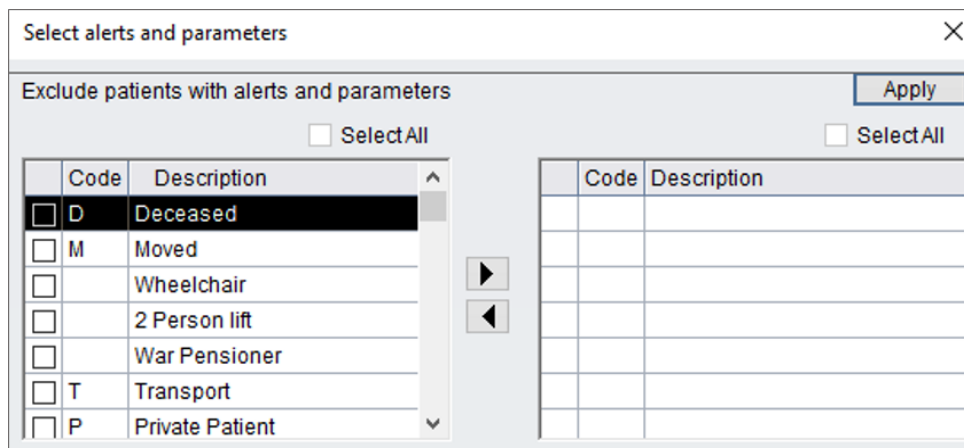 Select alerts and parameters
Exclude patients with alerts and parameters
Apply
Select All
Select All
Code Description
D Deceased
M Moved
Wheelchair
2 Person lift
War Pensioner
T Transport
P Private Patient
Code Description